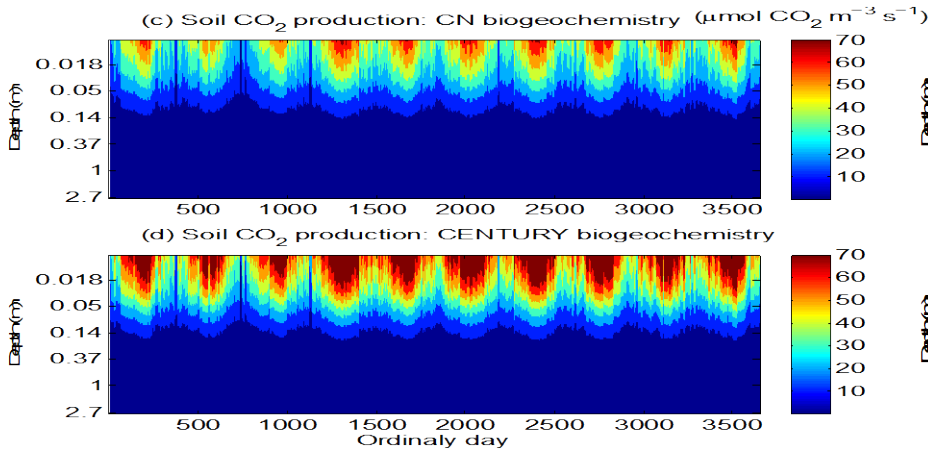 (c) Soil CO₂ production: CN biogeochemistry (μmol CO₂ m⁻³ s⁻¹)
0.018
0.05
0.14
0.37
1
2.7
Depth(m)
500 1000 1500 2000 2500 3000 3500
70
60
50
40
30
20
10
Depth(m)
(d) Soil CO₂ production: CENTURY biogeochemistry
0.018
0.05
0.14
0.37
1
2.7
Depth(m)
500 1000 1500 2000 2500 3000 3500
Ordinaly day
70
60
50
40
30
20
10
Depth(m)